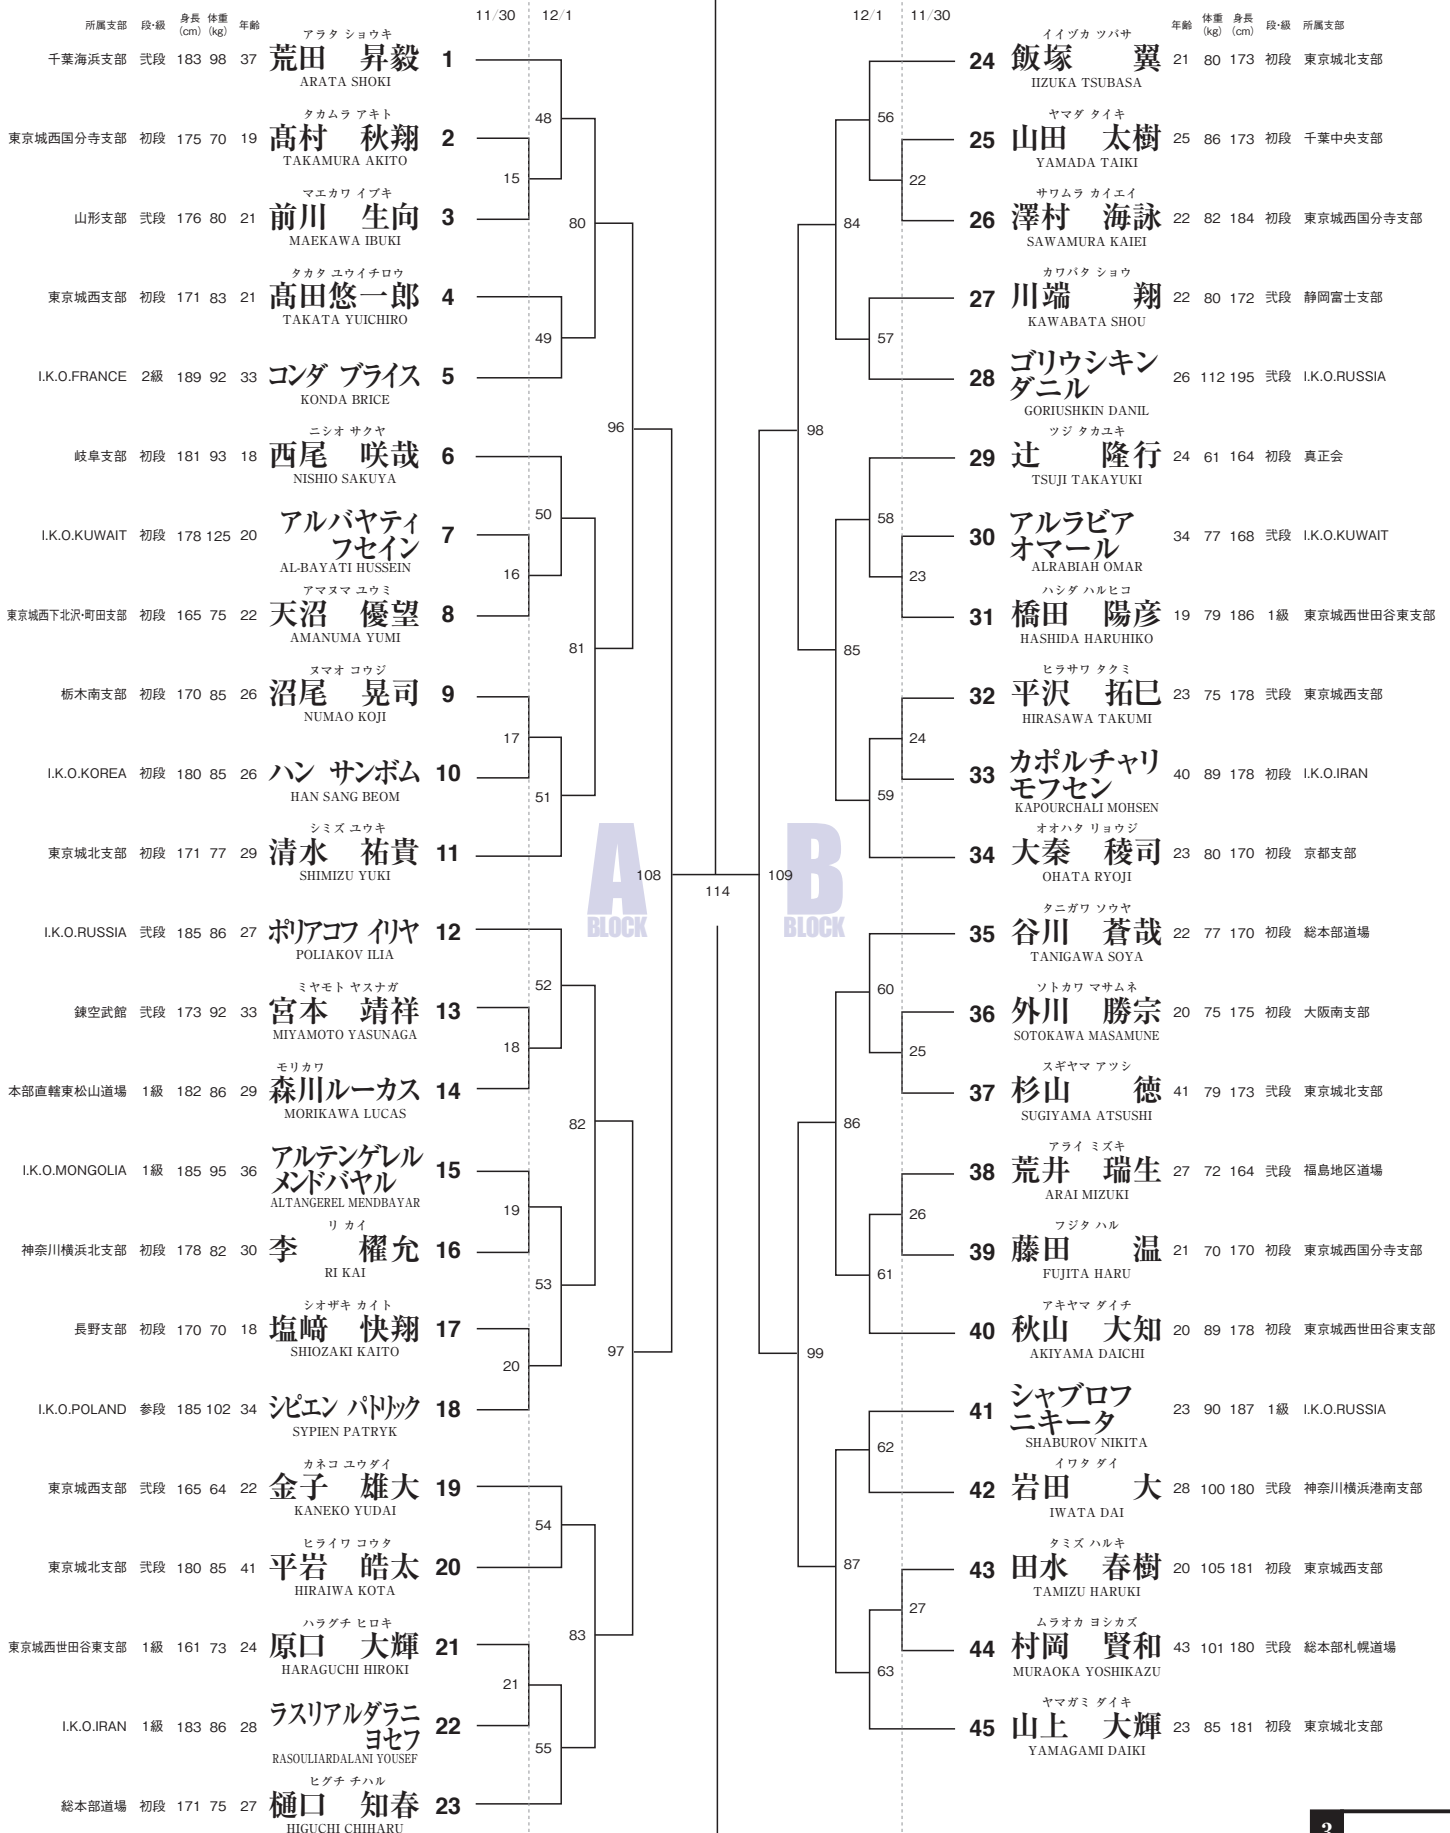 所属支部 段・級 身長(cm) 体重(kg) 年齢
11/30 12/1
アラタ ショウキ
千葉海浜支部 弐段 183 98 37 荒田 昇毅 1
ARATA SHOKI
タカムラ アキト
東京城西国分寺支部 初段 175 70 19 髙村 秋翔 2
TAKAMURA AKITO
マエカワ イブキ
山形支部 弐段 176 80 21 前川 生向 3
MAEKAWA IBUKI
タカタ ユウイチロウ
東京城西支部 初段 171 83 21 髙田悠一郎 4
TAKATA YUICHIRO
I.K.O.FRANCE 2級 189 92 33 コンダ ブライス 5
KONDA BRICE
ニシオ サクヤ
岐阜支部 初段 181 93 18 西尾 咲哉 6
NISHIO SAKUYA
I.K.O.KUWAIT 初段 178 125 20 アルバヤティ フセイン 7
AL-BAYATI HUSSEIN
アマヌマ ユウミ
東京城西下北沢・町田支部 初段 165 75 22 天沼 優望 8
AMANUMA YUMI
ヌマオ コウジ
栃木南支部 初段 170 85 26 沼尾 晃司 9
NUMAO KOJI
I.K.O.KOREA 初段 180 85 26 ハン サンボム 10
HAN SANG BEOM
シミズ ユウキ
東京城北支部 初段 171 77 29 清水 祐貴 11
SHIMIZU YUKI
I.K.O.RUSSIA 弐段 185 86 27 ポリアコフ イリヤ 12
POLIAKOV ILIA
ミヤモト ヤスナガ
錬空武館 弐段 173 92 33 宮本 靖祥 13
MIYAMOTO YASUNAGA
モリカワ
本部直轄東松山道場 1級 182 86 29 森川ルーカス 14
MORIKAWA LUCAS
I.K.O.MONGOLIA 1級 185 95 36 アルテンゲレル メンドバヤル 15
ALTANGEREL MENDBAYAR
リ カイ
神奈川横浜北支部 初段 178 82 30 李 櫂允 16
RI KAI
シオザキ カイト
長野支部 初段 170 70 18 塩﨑 快翔 17
SHIOZAKI KAITO
I.K.O.POLAND 参段 185 102 34 シピエン パトリック 18
SYPIEN PATRYK
カネコ ユウダイ
東京城西支部 弐段 165 64 22 金子 雄大 19
KANEKO YUDAI
ヒライワ コウタ
東京城北支部 弐段 180 85 41 平岩 皓太 20
HIRAIWA KOTA
ハラグチ ヒロキ
東京城西世田谷東支部 1級 161 73 24 原口 大輝 21
HARAGUCHI HIROKI
I.K.O.IRAN 1級 183 86 28 ラスリアルダラニ ヨセフ 22
RASOULIARDALANI YOUSEF
ヒグチ チハル
総本部道場 初段 171 75 27 樋口 知春 23
HIGUCHI CHIHARU
15
16
17
18
19
20
21
48
49
50
51
52
53
54
55
80
81
82
83
96
97
108
A
BLOCK
114
B
BLOCK
109
98
99
84
85
86
87
56
57
58
59
60
61
62
63
22
23
24
25
26
27
12/1 11/30
年齢 体重(kg) 身長(cm) 段・級 所属支部
イイヅカ ツバサ
24 飯塚 翼 21 80 173 初段 東京城北支部
IIZUKA TSUBASA
ヤマダ タイキ
25 山田 太樹 25 86 173 初段 千葉中央支部
YAMADA TAIKI
サワムラ カイエイ
26 澤村 海詠 22 82 184 初段 東京城西国分寺支部
SAWAMURA KAIEI
カワバタ ショウ
27 川端 翔 22 80 172 弐段 静岡富士支部
KAWABATA SHOU
28 ゴリウシキン ダニル 26 112 195 弐段 I.K.O.RUSSIA
GORIUSHKIN DANIL
ツジ タカユキ
29 辻 隆行 24 61 164 初段 真正会
TSUJI TAKAYUKI
30 アルラビア オマール 34 77 168 弐段 I.K.O.KUWAIT
ALRABIAH OMAR
ハシダ ハルヒコ
31 橋田 陽彦 19 79 186 1級 東京城西世田谷東支部
HASHIDA HARUHIKO
ヒラサワ タクミ
32 平沢 拓巳 23 75 178 弐段 東京城西支部
HIRASAWA TAKUMI
33 カポルチャリ モフセン 40 89 178 初段 I.K.O.IRAN
KAPOURCHALI MOHSEN
オオハタ リョウジ
34 大秦 稜司 23 80 170 初段 京都支部
OHATA RYOJI
タニガワ ソウヤ
35 谷川 蒼哉 22 77 170 初段 総本部道場
TANIGAWA SOYA
ソトカワ マサムネ
36 外川 勝宗 20 75 175 初段 大阪南支部
SOTOKAWA MASAMUNE
スギヤマ アツシ
37 杉山 徳 41 79 173 弐段 東京城北支部
SUGIYAMA ATSUSHI
アライ ミズキ
38 荒井 瑞生 27 72 164 弐段 福島地区道場
ARAI MIZUKI
フジタ ハル
39 藤田 温 21 70 170 初段 東京城西国分寺支部
FUJITA HARU
アキヤマ ダイチ
40 秋山 大知 20 89 178 初段 東京城西世田谷東支部
AKIYAMA DAICHI
41 シャブロフ ニキータ 23 90 187 1級 I.K.O.RUSSIA
SHABUROV NIKITA
イワタ ダイ
42 岩田 大 28 100 180 弐段 神奈川横浜港南支部
IWATA DAI
タミズ ハルキ
43 田水 春樹 20 105 181 初段 東京城西支部
TAMIZU HARUKI
ムラオカ ヨシカズ
44 村岡 賢和 43 101 180 弐段 総本部札幌道場
MURAOKA YOSHIKAZU
ヤマガミ ダイキ
45 山上 大輝 23 85 181 初段 東京城北支部
YAMAGAMI DAIKI
3